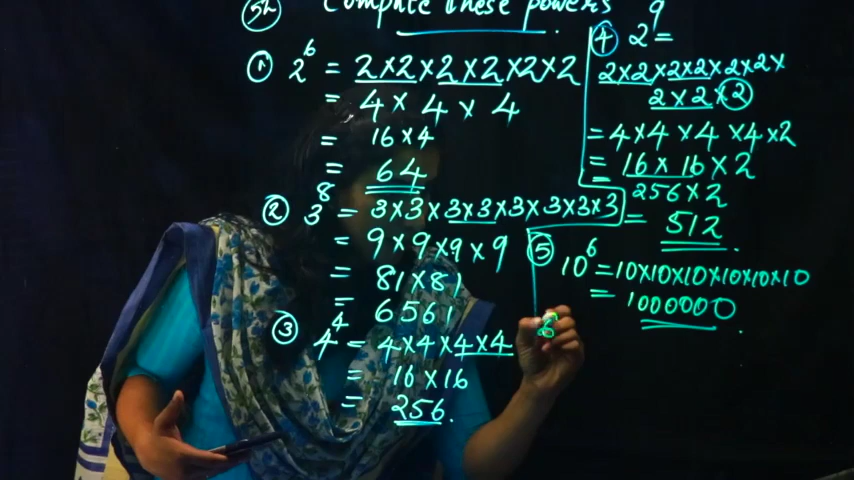 5h Compute these powers
① 2⁶ = 2×2×2×2×2×2
= 4 × 4 × 4
= 16×4
= 64
② 3⁸ = 3×3×3×3×3×3×3×3
= 9×9×9×9
= 81×81
= 6561
③ 4⁴ = 4×4×4×4
= 16×16
= 256.
④ 2⁹ =
2×2×2×2×2×2×
2×2×2
= 4×4×4×4×2
= 16×16×2
256×2
= 512.
⑤ 10⁶ = 10×10×10×10×10×10
= 1000000.